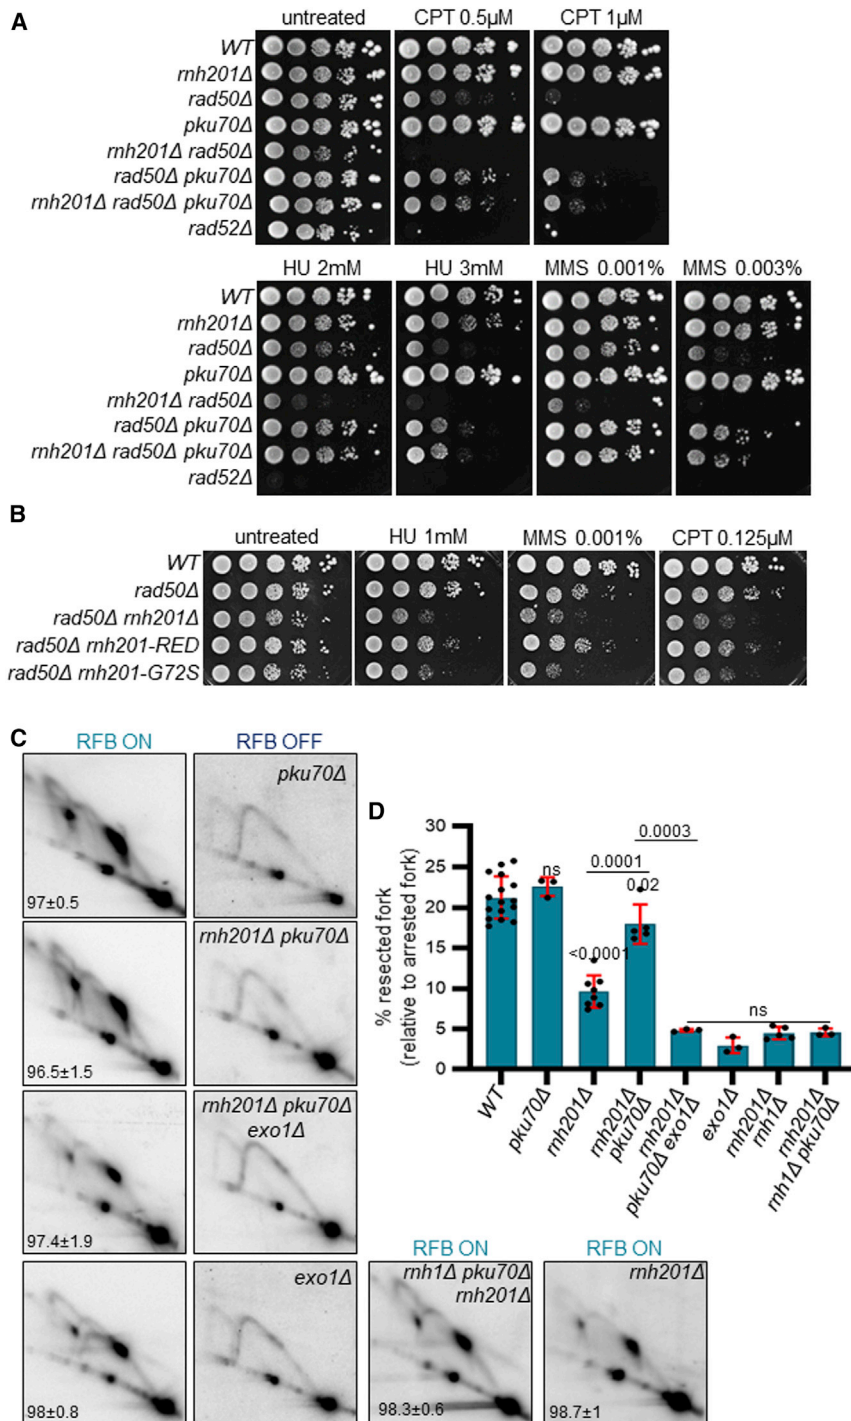 A
untreated
CPT 0.5µM
CPT 1µM
WT
rnh201Δ
rad50Δ
pku70Δ
rnh201Δ rad50Δ
rad50Δ pku70Δ
rnh201Δ rad50Δ pku70Δ
rad52Δ
HU 2mM
HU 3mM
MMS 0.001%
MMS 0.003%
WT
rnh201Δ
rad50Δ
pku70Δ
rnh201Δ rad50Δ
rad50Δ pku70Δ
rnh201Δ rad50Δ pku70Δ
rad52Δ
B
untreated
HU 1mM
MMS 0.001%
CPT 0.125µM
WT
rad50Δ
rad50Δ rnh201Δ
rad50Δ rnh201-RED
rad50Δ rnh201-G72S
C
RFB ON
RFB OFF
97±0.5
pku70Δ
96.5±1.5
rnh201Δ pku70Δ
97.4±1.9
rnh201Δ pku70Δ
exo1Δ
98±0.8
exo1Δ
RFB ON
rnh1Δ pku70Δ
rnh201Δ
98.3±0.6
RFB ON
rnh201Δ
98.7±1
D
% resected fork
(relative to arrested fork)
30
25
20
15
10
5
0
ns
<0.0001
0.0001
0.02
0.0003
ns
WT
pku70Δ
rnh201Δ
rnh201Δ
pku70Δ
rnh201Δ
pku70Δ exo1Δ
exo1Δ
rnh201Δ
rnh1Δ
rnh201Δ
rnh1Δ pku70Δ